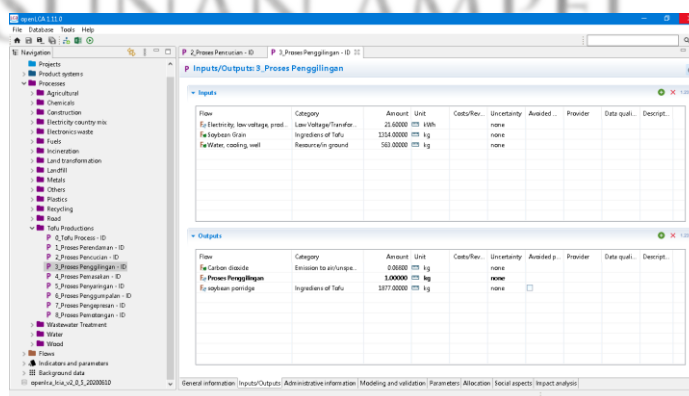 SUNAN AMPEL
openLCA 1.11.0
File Database Tools Help
Navigation
P 2_Proses Pencucian - ID
P 3_Proses Penggilingan - ID
Projects
Product systems
Processes
Agricultural
Chemicals
Construction
Electricity country mix
Electronics waste
Fuels
Incineration
Land transformation
Landfill
Metals
Others
Plastics
Recycling
Road
Tofu Productions
P 0_Tofu Process - ID
P 1_Proses Perendaman - ID
P 2_Proses Pencucian - ID
P 3_Proses Penggilingan - ID
P 4_Proses Pemasakan - ID
P 5_Proses Penyaringan - ID
P 6_Proses Penggumpalan - ID
P 7_Proses Pengepresan - ID
P 8_Proses Pemotongan - ID
Wastewater Treatment
Water
Wood
Flows
Indicators and parameters
Background data
openlca_lcia_v2_0_5_20200610
P Inputs/Outputs: 3_Proses Penggilingan
Inputs
Flow Category Amount Unit Costs/Rev... Uncertainty Avoided ... Provider Data quali... Descript...
Electricity, low voltage, prod... Low Voltage/Transfor... 21.60000 kWh none
Soybean Grain Ingrediens of Tofu 1314.00000 kg none
Water, cooling, well Resource/in ground 563.00000 kg none
Outputs
Flow Category Amount Unit Costs/Rev... Uncertainty Avoided p... Provider Data quali... Descript...
Carbon dioxide Emission to air/unspe... 0.06800 kg none
Proses Penggilingan 1.00000 kg none
soybean porridge Ingrediens of Tofu 1877.00000 kg none
General information Inputs/Outputs Administrative information Modeling and validation Parameters Allocation Social aspects Impact analysis